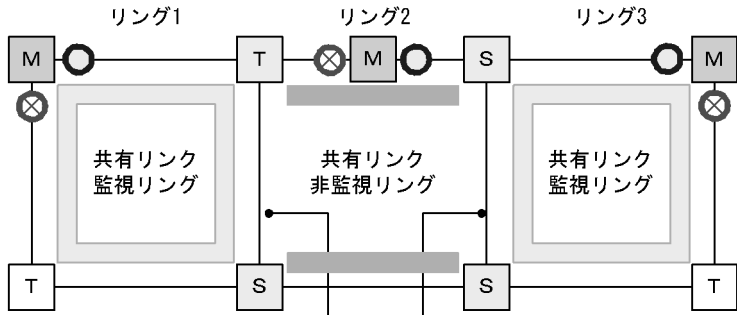 リング1 リング2 リング3
M T M S M
共有リンク 共有リンク 共有リンク
監視リング 非監視リング 監視リング
T S S T